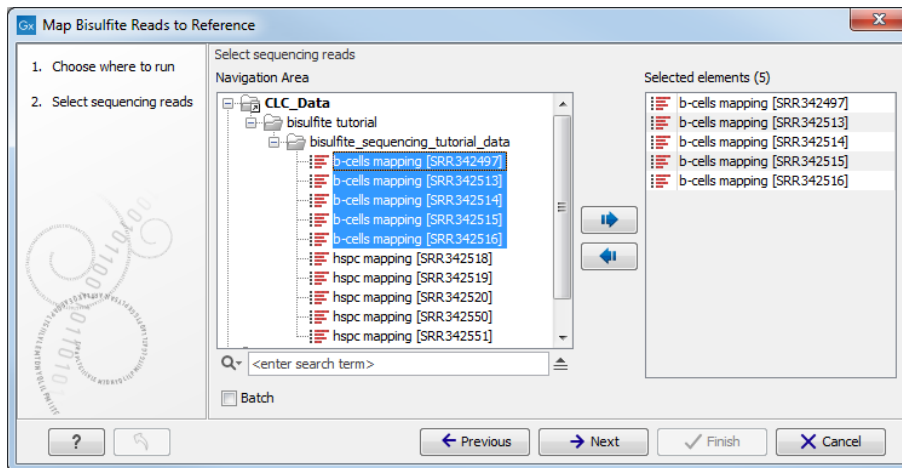 Gx Map Bisulfite Reads to Reference
1. Choose where to run
2. Select sequencing reads
Select sequencing reads
Navigation Area
CLC_Data
bisulfite tutorial
bisulfite_sequencing_tutorial_data
b-cells mapping [SRR342497]
b-cells mapping [SRR342513]
b-cells mapping [SRR342514]
b-cells mapping [SRR342515]
b-cells mapping [SRR342516]
hspc mapping [SRR342518]
hspc mapping [SRR342519]
hspc mapping [SRR342520]
hspc mapping [SRR342550]
hspc mapping [SRR342551]
<enter search term>
Batch
Selected elements (5)
b-cells mapping [SRR342497]
b-cells mapping [SRR342513]
b-cells mapping [SRR342514]
b-cells mapping [SRR342515]
b-cells mapping [SRR342516]
?
Previous
Next
Finish
Cancel